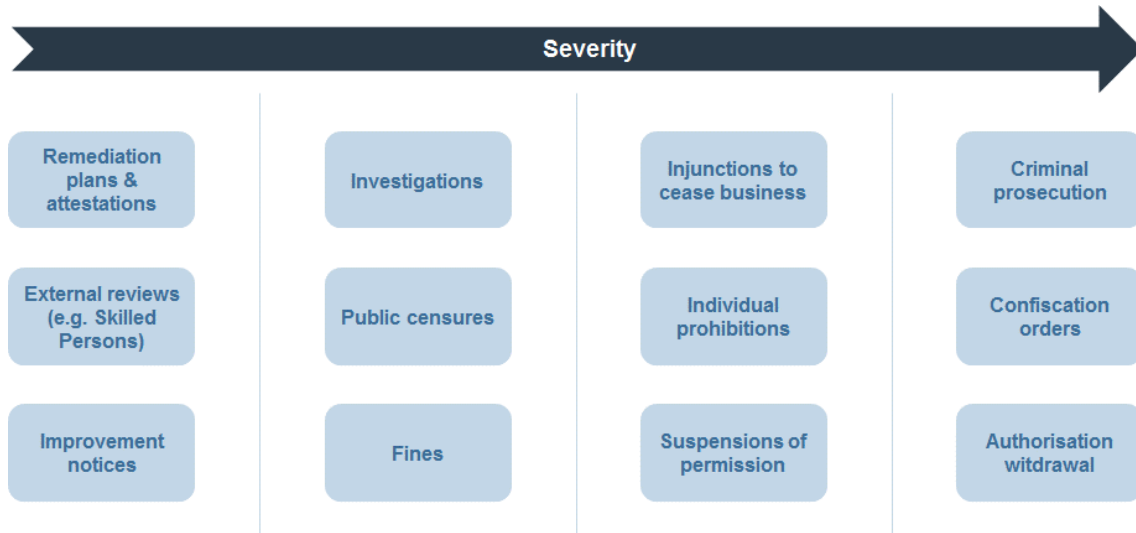 Severity
Remediation
plans &
attestations
Investigations
Injunctions to
cease business
Criminal
prosecution
External reviews
(e.g. Skilled
Persons)
Public censures
Individual
prohibitions
Confiscation
orders
Improvement
notices
Fines
Suspensions of
permission
Authorisation
witdrawal